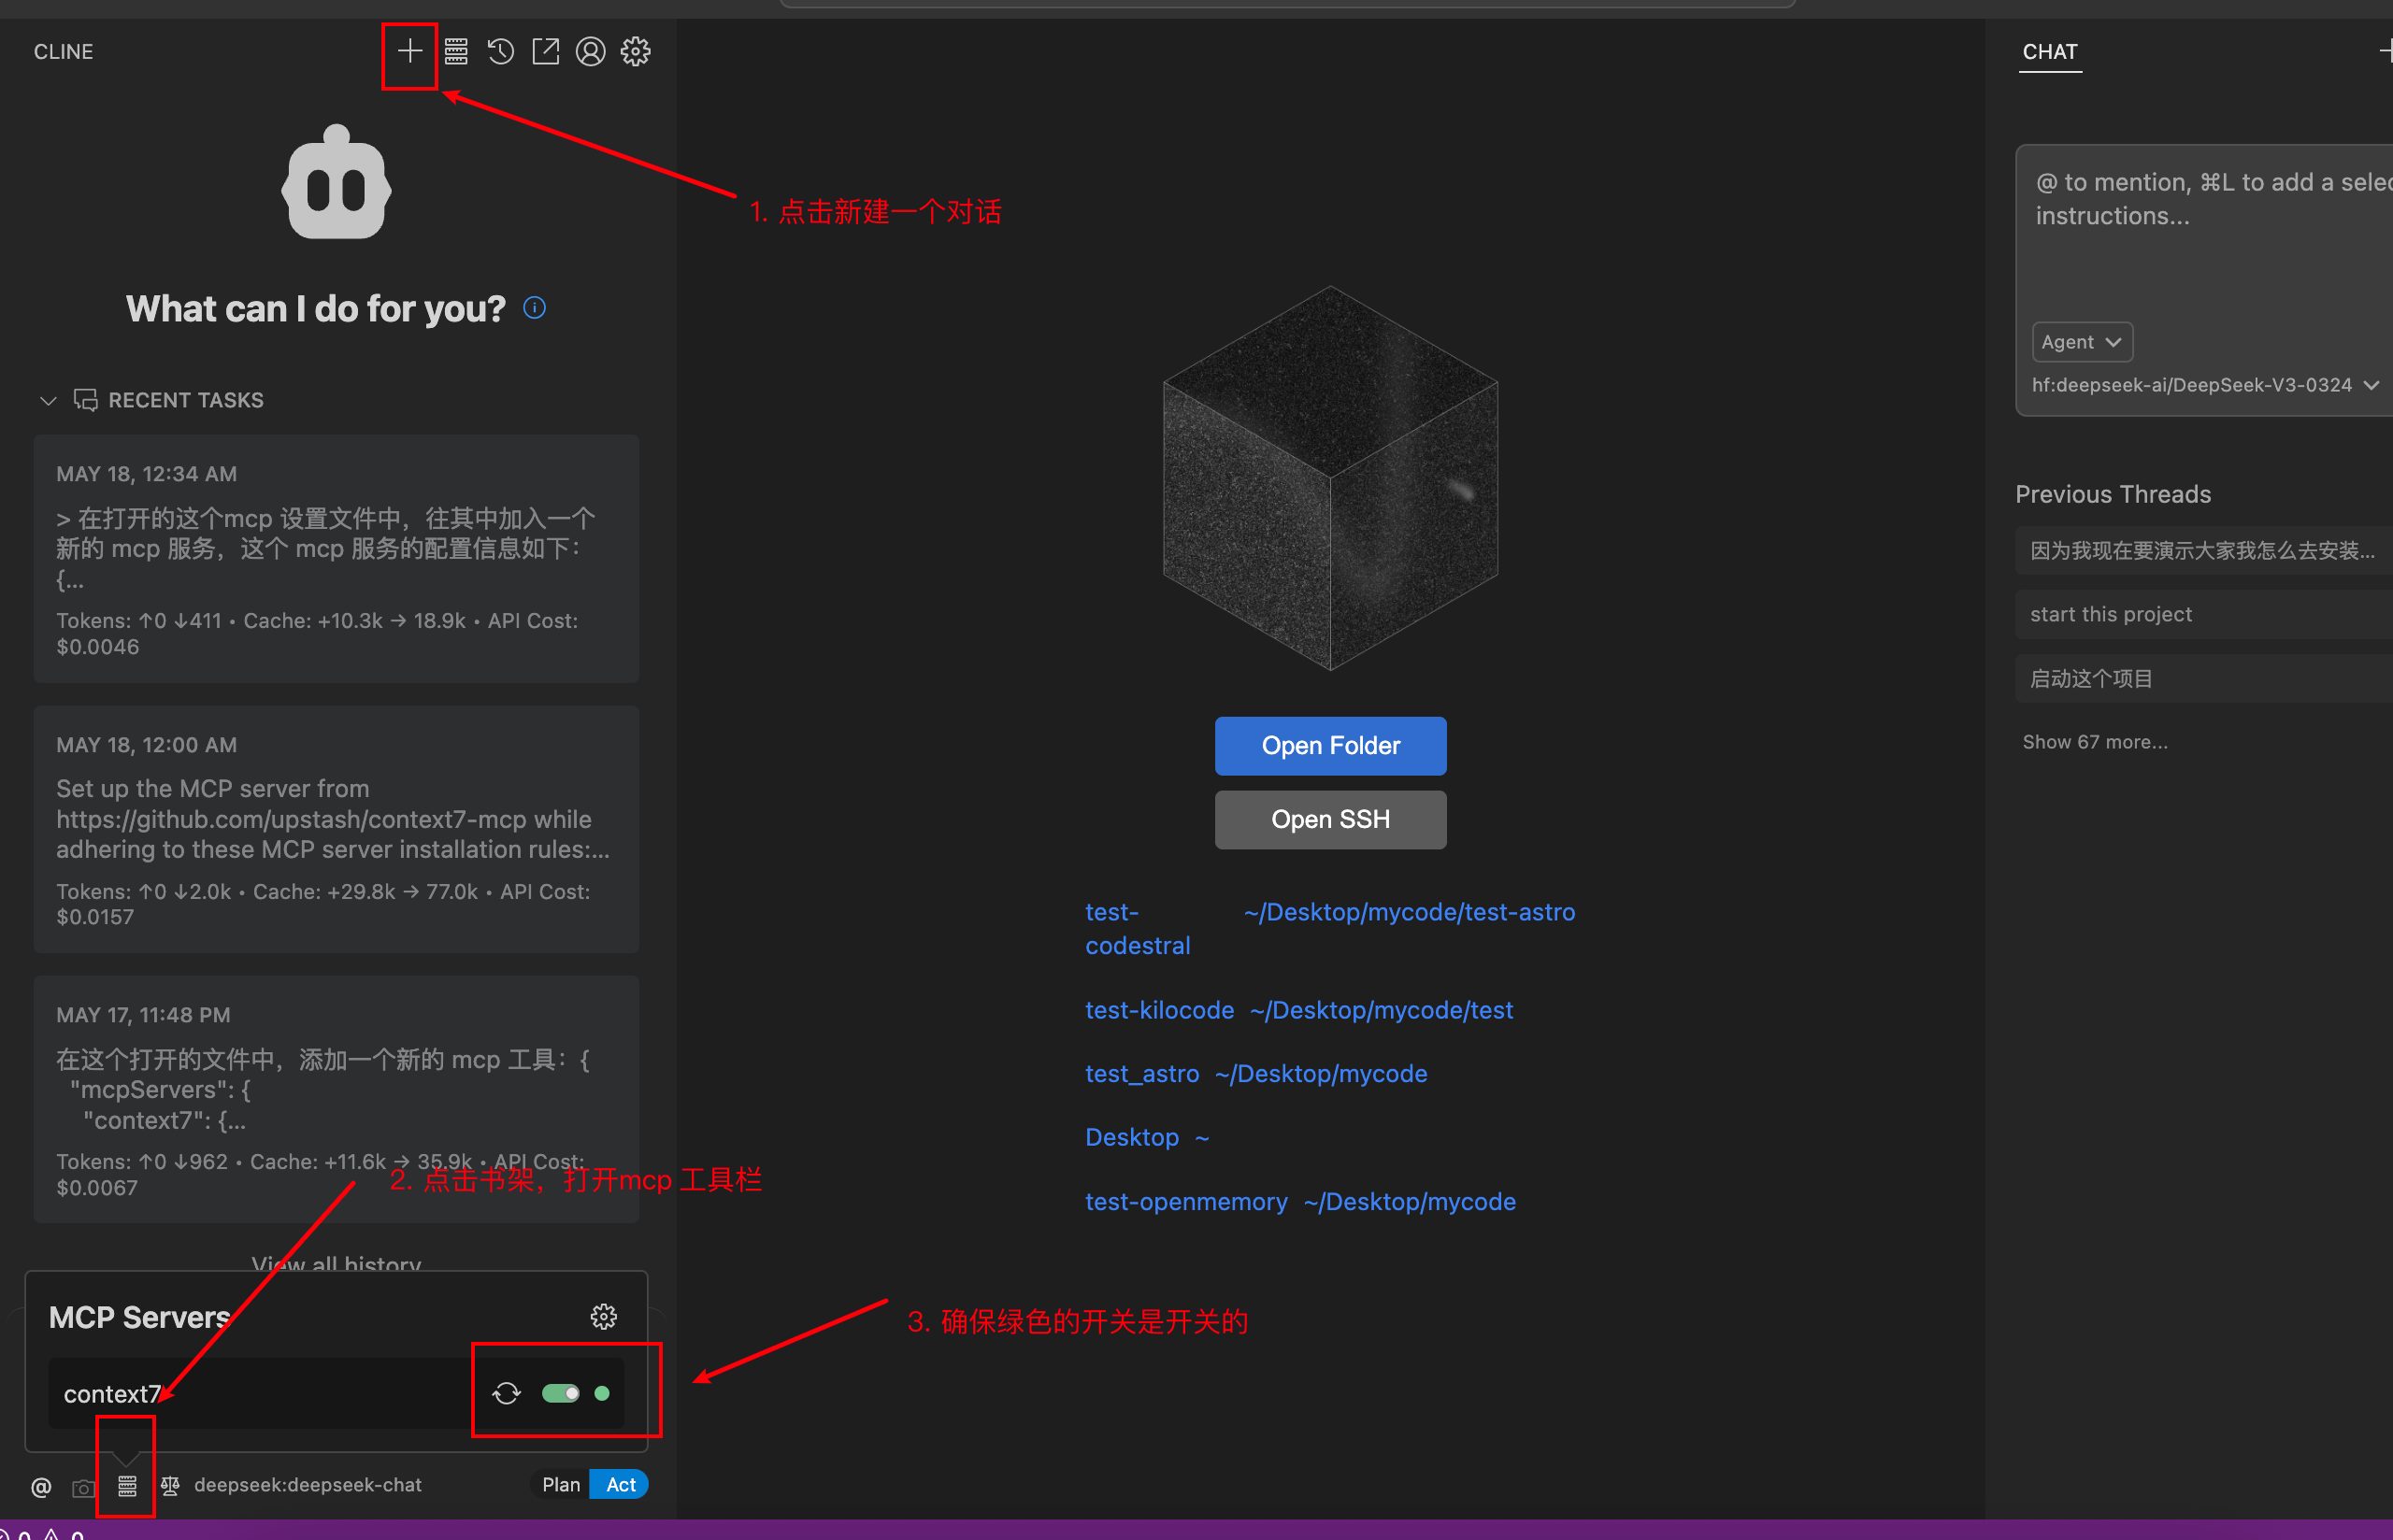 CLINE
What can I do for you?
RECENT TASKS
MAY 18, 12:34 AM
> 在打开的这个mcp 设置文件中，往其中加入一个
新的 mcp 服务，这个 mcp 服务的配置信息如下：
{...
Tokens: ↑0 ↓411 • Cache: +10.3k → 18.9k • API Cost:
$0.0046
MAY 18, 12:00 AM
Set up the MCP server from
https://github.com/upstash/context7-mcp while
adhering to these MCP server installation rules:...
Tokens: ↑0 ↓2.0k • Cache: +29.8k → 77.0k • API Cost:
$0.0157
MAY 17, 11:48 PM
在这个打开的文件中，添加一个新的 mcp 工具：{
"mcpServers": {
"context7": {...
Tokens: ↑0 ↓962 • Cache: +11.6k → 35.9k • API Cost:
$0.0067
View all history
MCP Servers
context7
@
deepseek:deepseek-chat
Plan Act
0 0
1. 点击新建一个对话
2. 点击书架，打开mcp 工具栏
3. 确保绿色的开关是开关的
Open Folder
Open SSH
test-codestral ~/Desktop/mycode/test-astro
test-kilocode ~/Desktop/mycode/test
test_astro ~/Desktop/mycode
Desktop ~
test-openmemory ~/Desktop/mycode
CHAT
@ to mention, ⌘L to add a selec
instructions...
Agent
hf:deepseek-ai/DeepSeek-V3-0324
Previous Threads
因为我现在要演示大家我怎么去安装...
start this project
启动这个项目
Show 67 more...